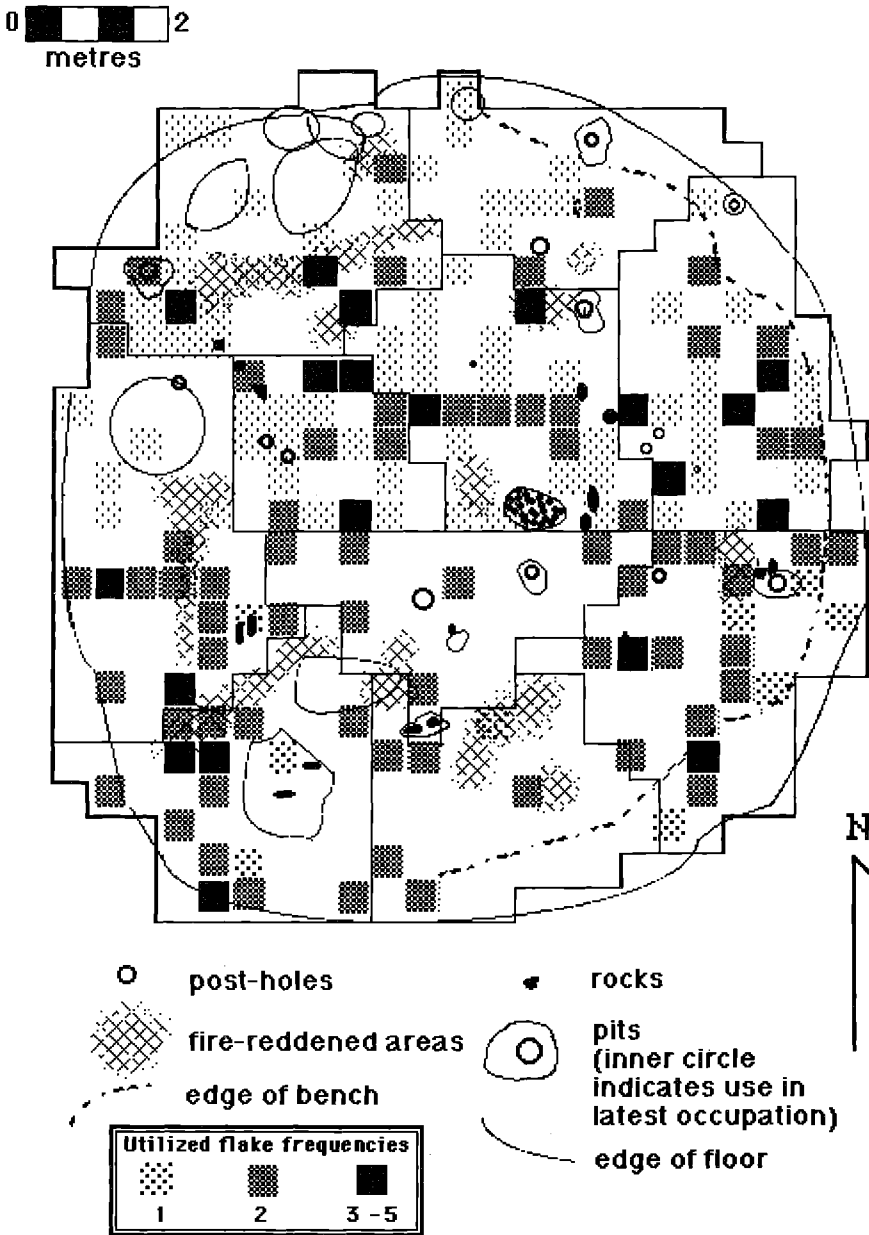 0 2
metres
N
post-holes
rocks
fire-reddened areas
pits
(inner circle
indicates use in
latest occupation)
edge of bench
edge of floor
Utilized flake frequencies
1 2 3 - 5